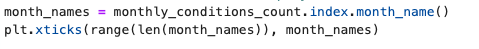 month_names = monthly_conditions_count.index.month_name()
plt.xticks(range(len(month_names)), month_names)